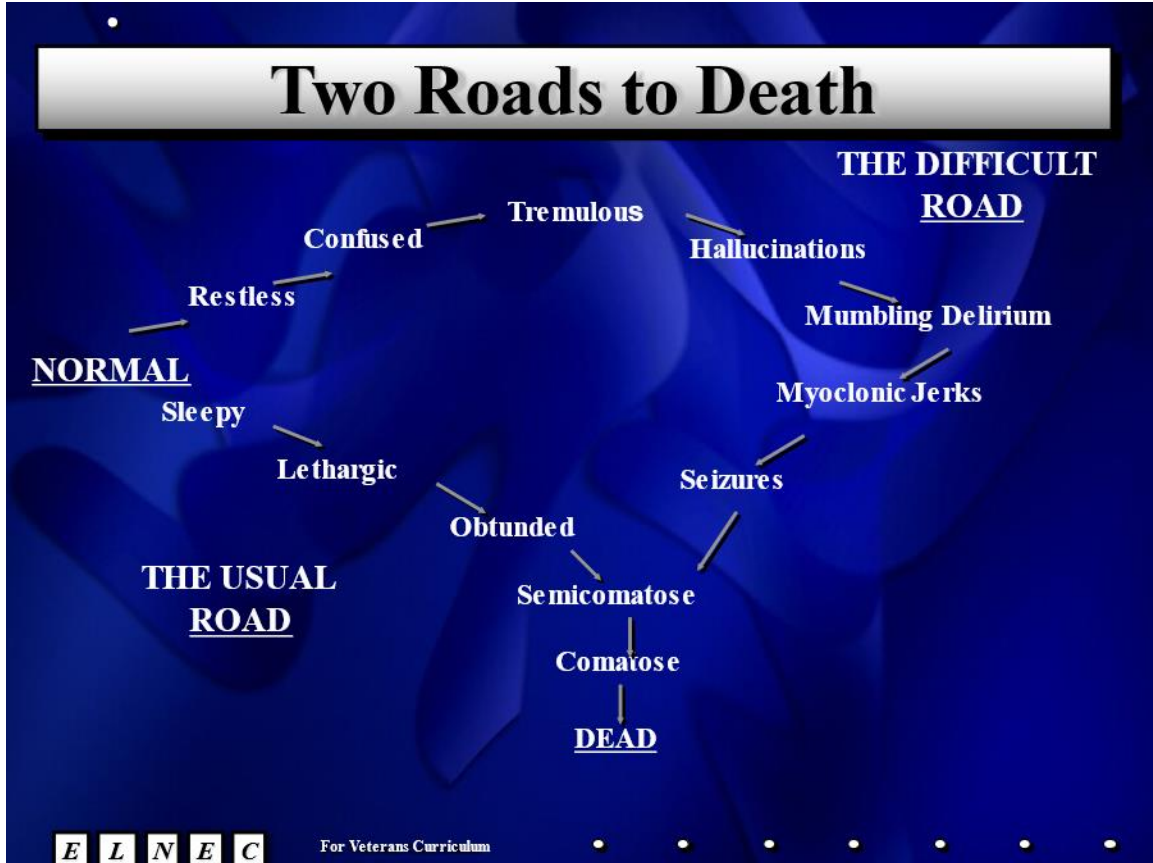 Two Roads to Death
THE DIFFICULT
ROAD
Tremulous
Confused
Hallucinations
Restless
Mumbling Delirium
NORMAL
Myoclonic Jerks
Sleepy
Lethargic
Seizures
Obtunded
THE USUAL
ROAD
Semicomatose
Comatose
DEAD
E L N E C
For Veterans Curriculum